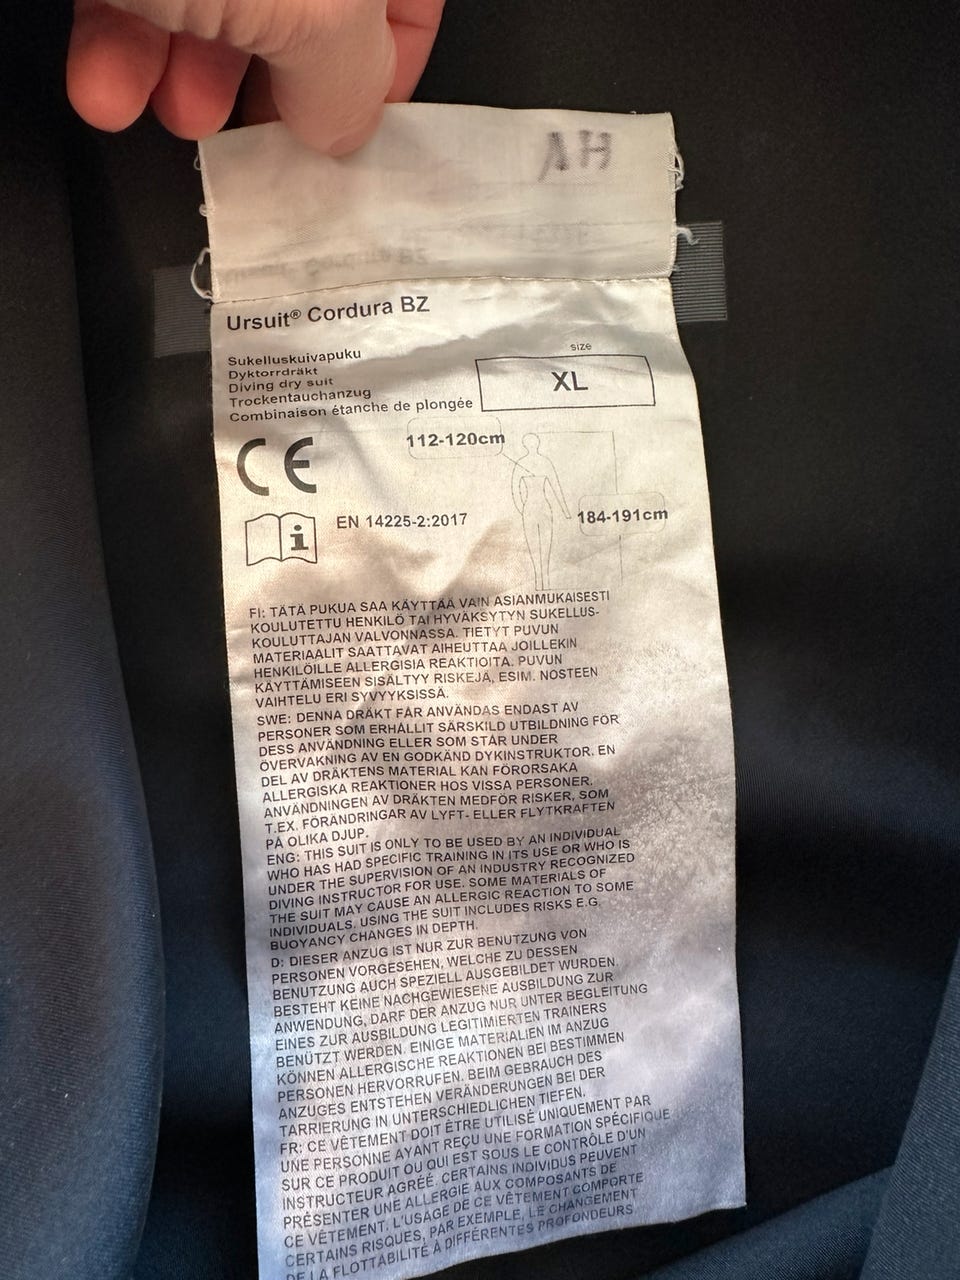 AH
Ursuit® Cordura BZ
Sukelluskuivapuku
Dyktorrdräkt
Diving dry suit
Trockentauchanzug
Combinaison étanche de plongée
size
XL
CE
112-120cm
184-191cm
i
EN 14225-2:2017
FI: TÄTÄ PUKUA SAA KÄYTTÄÄ VAIN ASIANMUKAISESTI
KOULUTETTU HENKILÖ TAI HYVÄKSYTYN SUKELLUS-
KOULUTTAJAN VALVONNASSA. TIETYT PUVUN
MATERIAALIT SAATTAVAT AIHEUTTAA JOILLEKIN
HENKILÖILLE ALLERGISIA REAKTIOITA. PUVUN
KÄYTTÄMISEEN SISÄLTYY RISKEJÄ, ESIM. NOSTEEN
VAIHTELU ERI SYVYYKSISSÄ.
SWE: DENNA DRÄKT FÅR ANVÄNDAS ENDAST AV
PERSONER SOM ERHÅLLIT SÄRSKILD UTBILDNING FÖR
DESS ANVÄNDNING ELLER SOM STÅR UNDER
ÖVERVAKNING AV EN GODKÄND DYKINSTRUKTOR. EN
DEL AV DRÄKTENS MATERIAL KAN FÖRORSAKA
ALLERGISKA REAKTIONER HOS VISSA PERSONER.
ANVÄNDNINGEN AV DRÄKTEN MEDFÖR RISKER, SOM
T.EX. FÖRÄNDRINGAR AV LYFT- ELLER FLYTKRAFTEN
PÅ OLIKA DJUP.
ENG: THIS SUIT IS ONLY TO BE USED BY AN INDIVIDUAL
WHO HAS HAD SPECIFIC TRAINING IN ITS USE OR WHO IS
UNDER THE SUPERVISION OF AN INDUSTRY RECOGNIZED
DIVING INSTRUCTOR FOR USE. SOME MATERIALS OF
THE SUIT MAY CAUSE AN ALLERGIC REACTION TO SOME
INDIVIDUALS. USING THE SUIT INCLUDES RISKS E.G.
BUOYANCY CHANGES IN DEPTH.
D: DIESER ANZUG IST NUR ZUR BENUTZUNG VON
PERSONEN VORGESEHEN, WELCHE ZU DESSEN
BENUTZUNG AUCH SPEZIELL AUSGEBILDET WURDEN.
BESTEHT KEINE NACHGEWIESENE AUSBILDUNG ZUR
ANWENDUNG, DARF DER ANZUG NUR UNTER BEGLEITUNG
EINES ZUR AUSBILDUNG LEGITIMIERTEN TRAINERS
BENÜTZT WERDEN. EINIGE MATERIALIEN IM ANZUG
KÖNNEN ALLERGISCHE REAKTIONEN BEI BESTIMMEN
PERSONEN HERVORRUFEN. BEIM GEBRAUCH DES
ANZUGES ENTSTEHEN VERÄNDERUNGEN BEI DER
TARRIERUNG IN UNTERSCHIEDLICHEN TIEFEN.
FR: CE VÊTEMENT DOIT ÊTRE UTILISÉ UNIQUEMENT PAR
UNE PERSONNE AYANT REÇU UNE FORMATION SPÉCIFIQUE
SUR CE PRODUIT OU QUI EST SOUS LE CONTRÔLE D'UN
INSTRUCTEUR AGRÉÉ. CERTAINS INDIVIDUS PEUVENT
PRÉSENTER UNE ALLERGIE AUX COMPOSANTS DE
CE VÊTEMENT. L'USAGE DE CE VÊTEMENT COMPORTE
CERTAINS RISQUES, PAR EXEMPLE, LE CHANGEMENT
DE LA FLOTTABILITÉ À DIFFÉRENTES PROFONDEURS